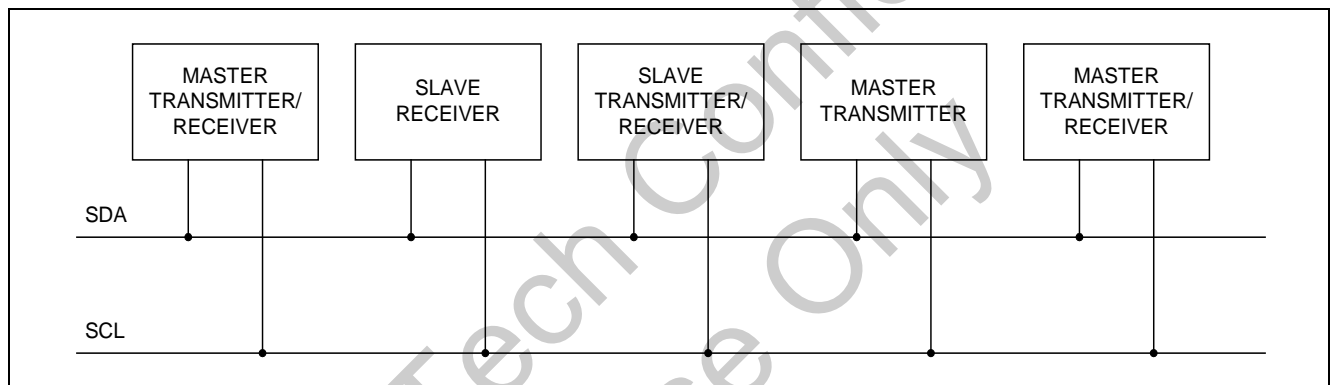 MASTER
TRANSMITTER/
RECEIVER
SLAVE
RECEIVER
SLAVE
TRANSMITTER/
RECEIVER
MASTER
TRANSMITTER
MASTER
TRANSMITTER/
RECEIVER
SDA
SCL
Tech
Only